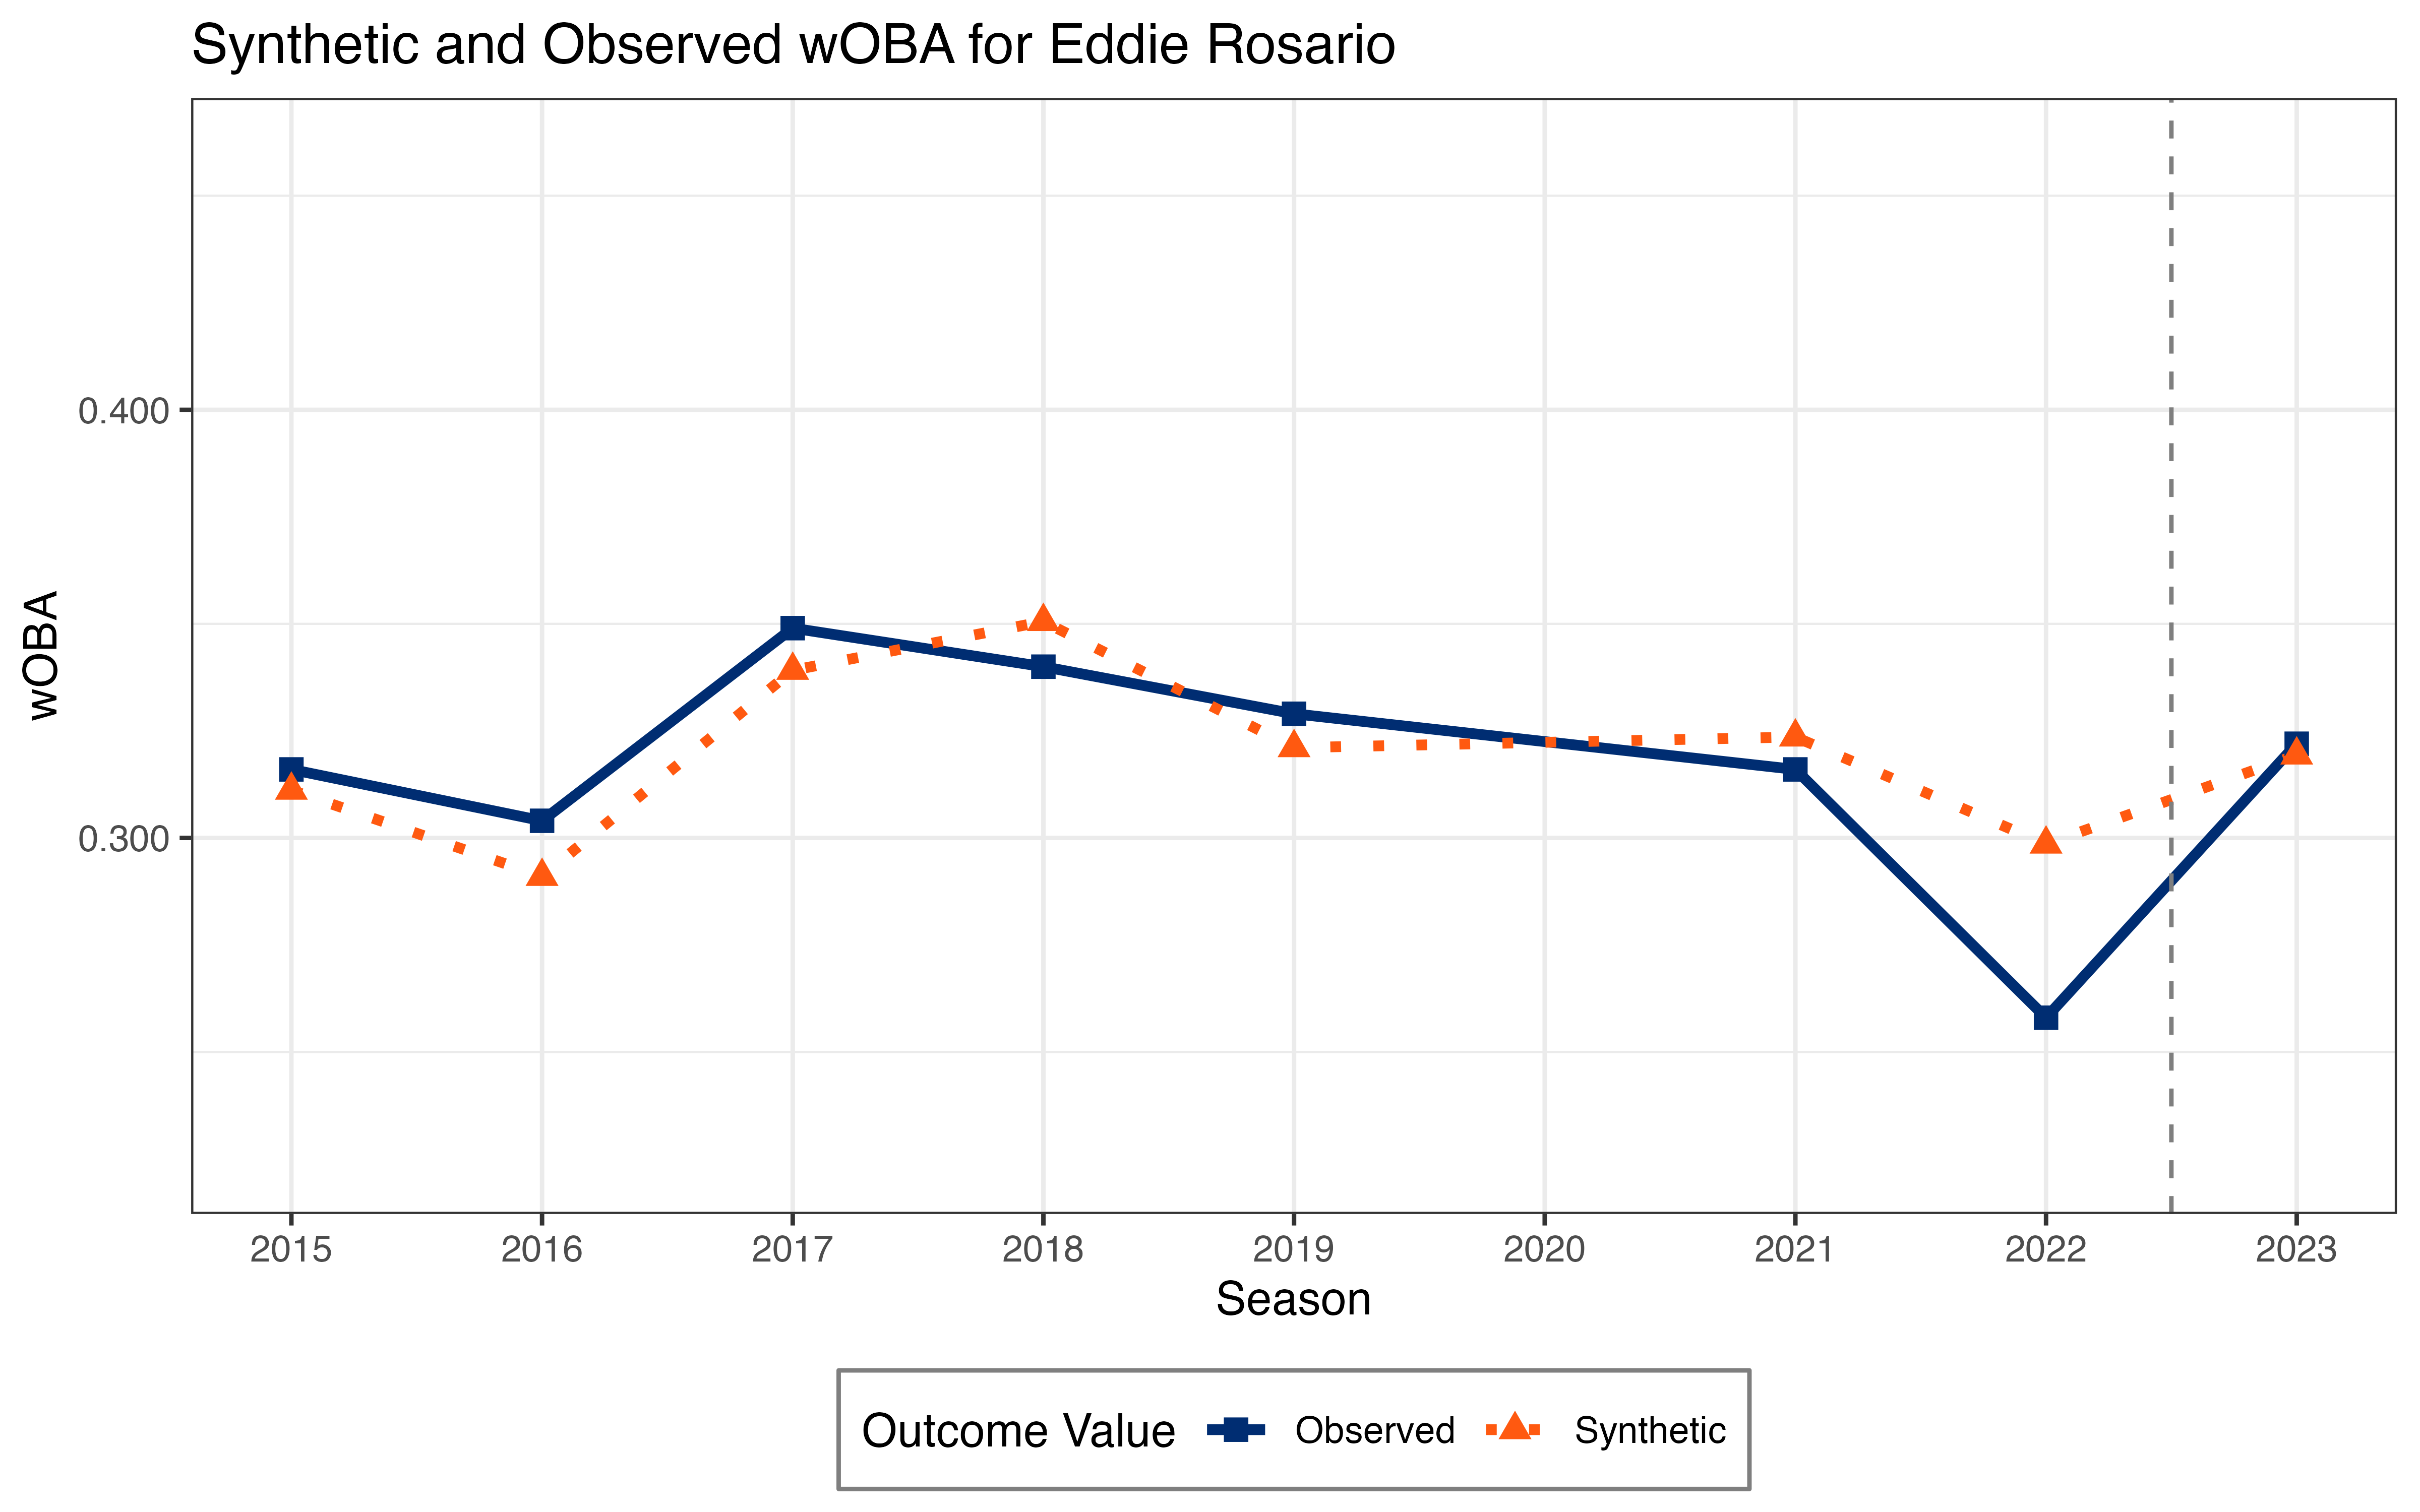 Synthetic and Observed wOBA for Eddie Rosario
wOBA
0.400
0.300
2015 2016 2017 2018 2019 2020 2021 2022 2023
Season
Outcome Value Observed Synthetic